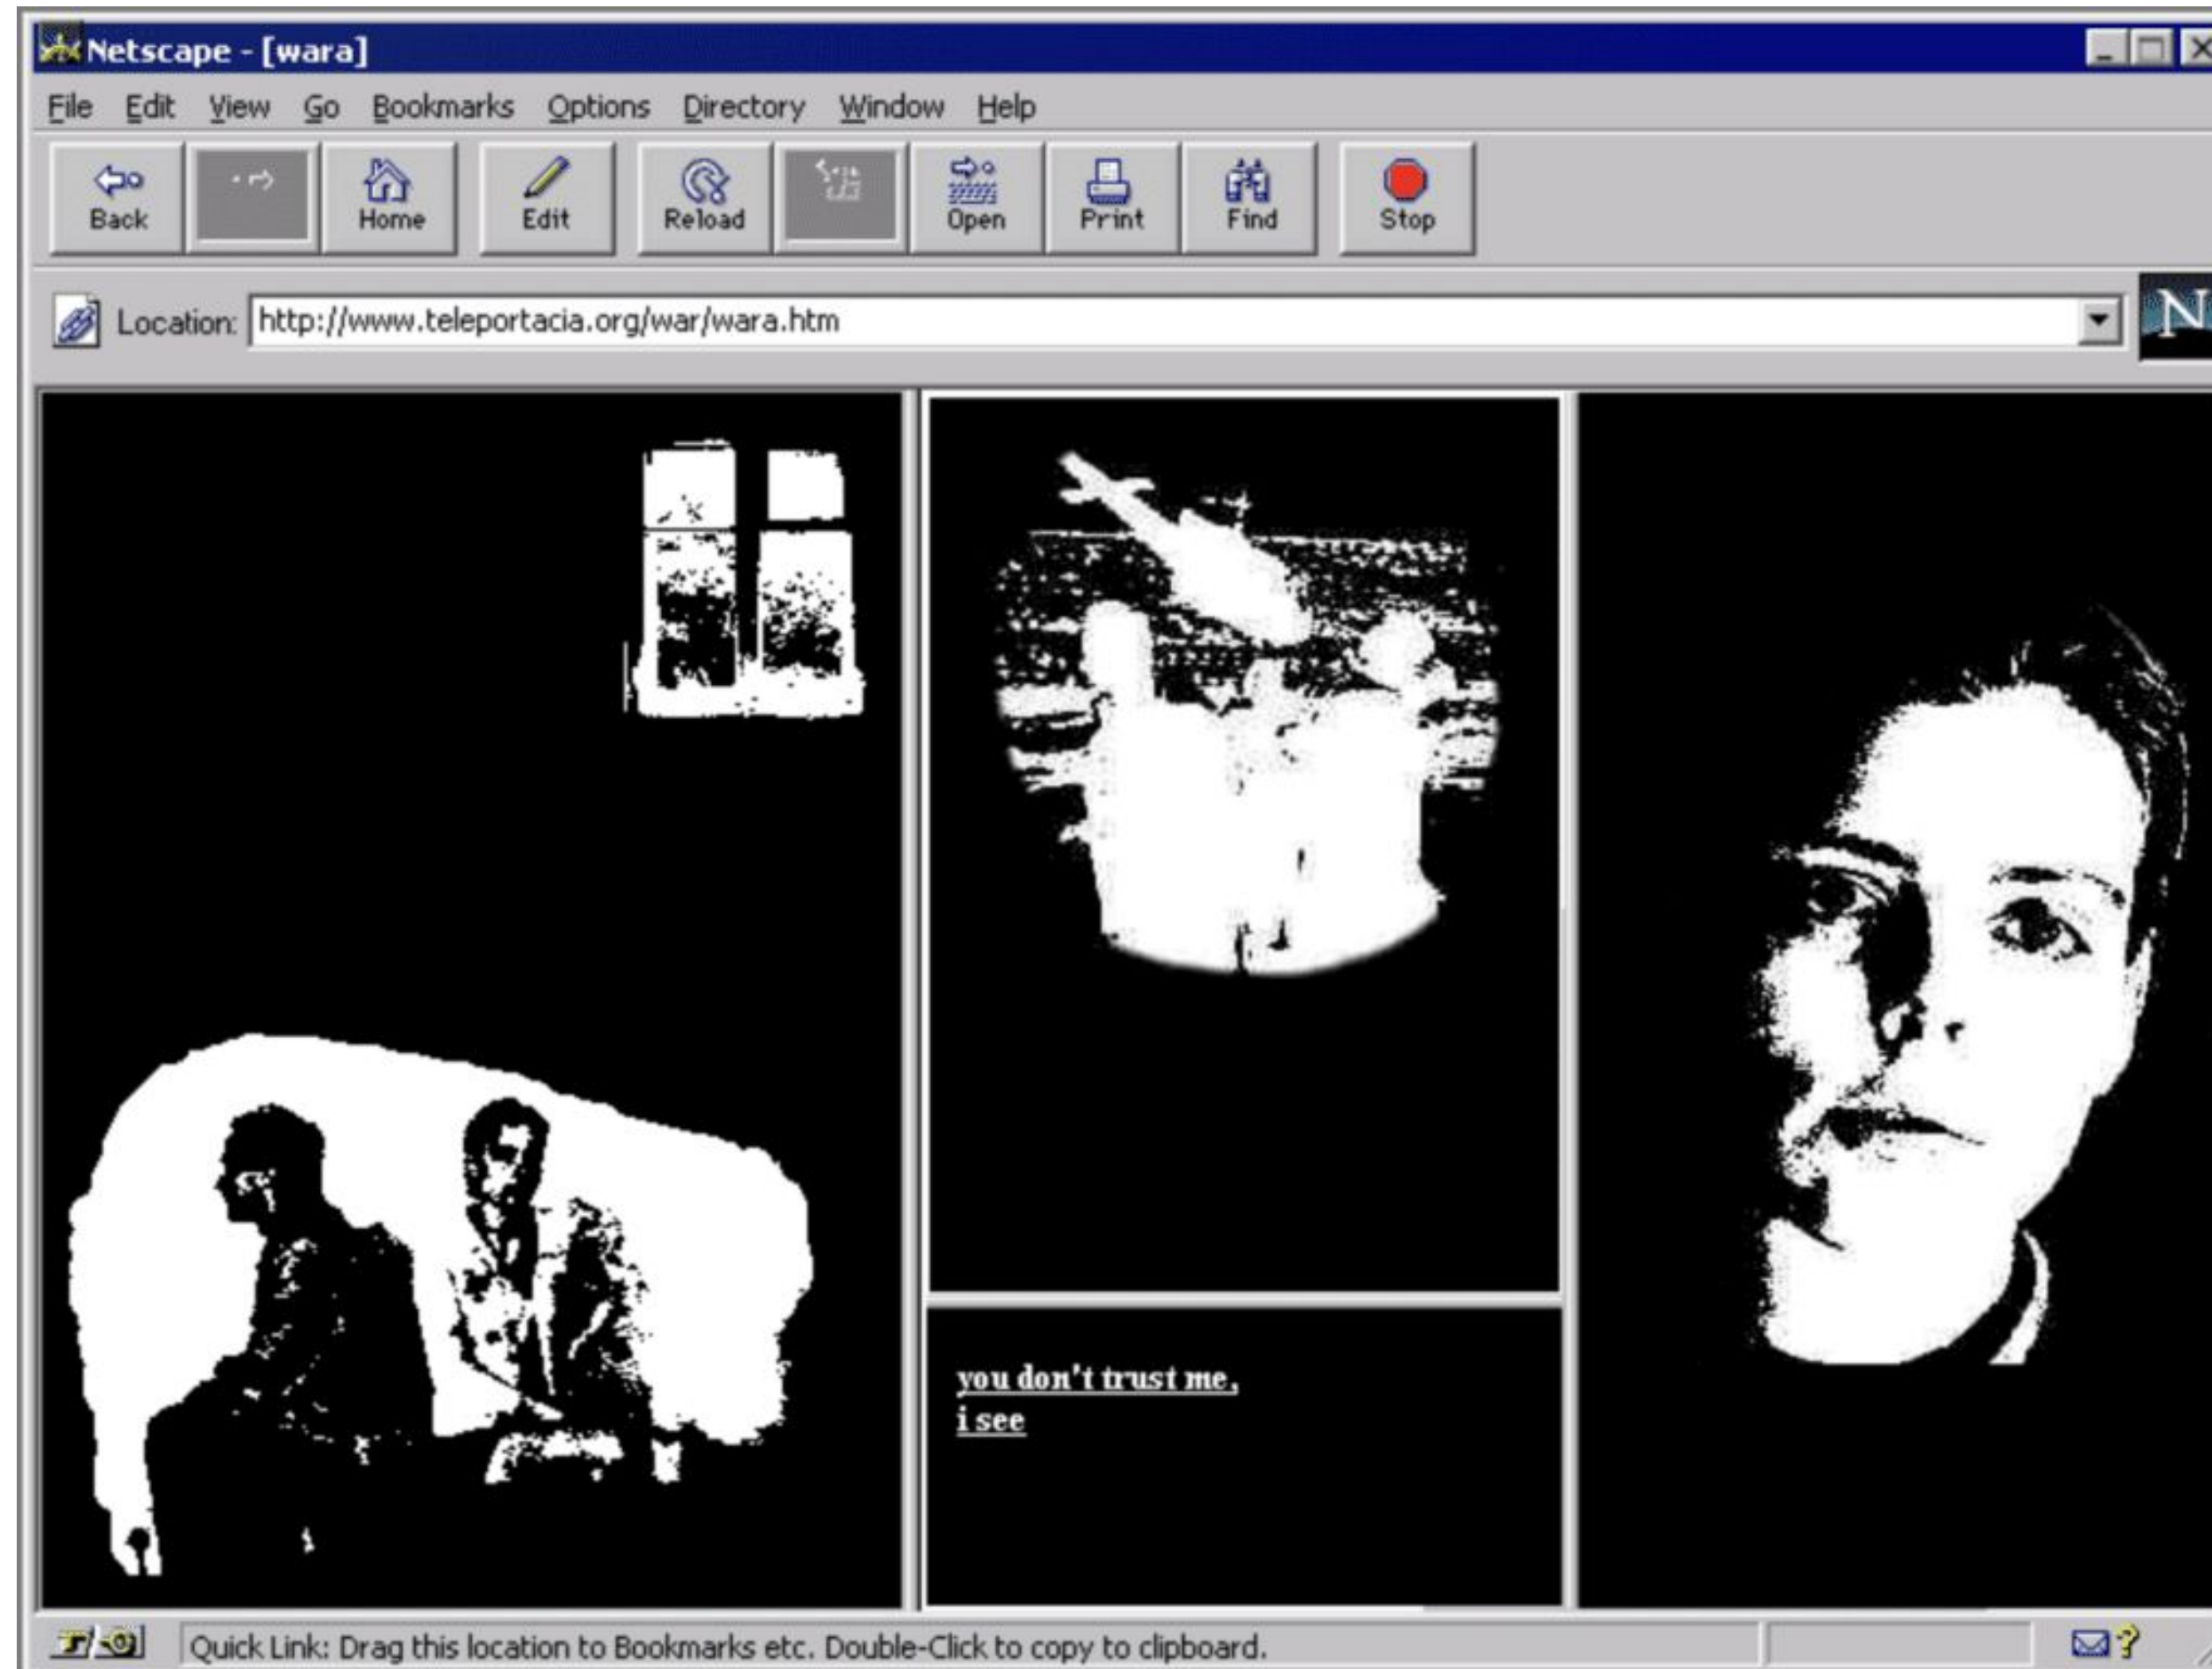 Netscape - [wara]
File Edit View Go Bookmarks Options Directory Window Help
Back Home Edit Reload Open Print Find Stop
Location: http://www.teleportacia.org/war/wara.htm
N
you don't trust me,
i see
Quick Link: Drag this location to Bookmarks etc. Double-Click to copy to clipboard.
?